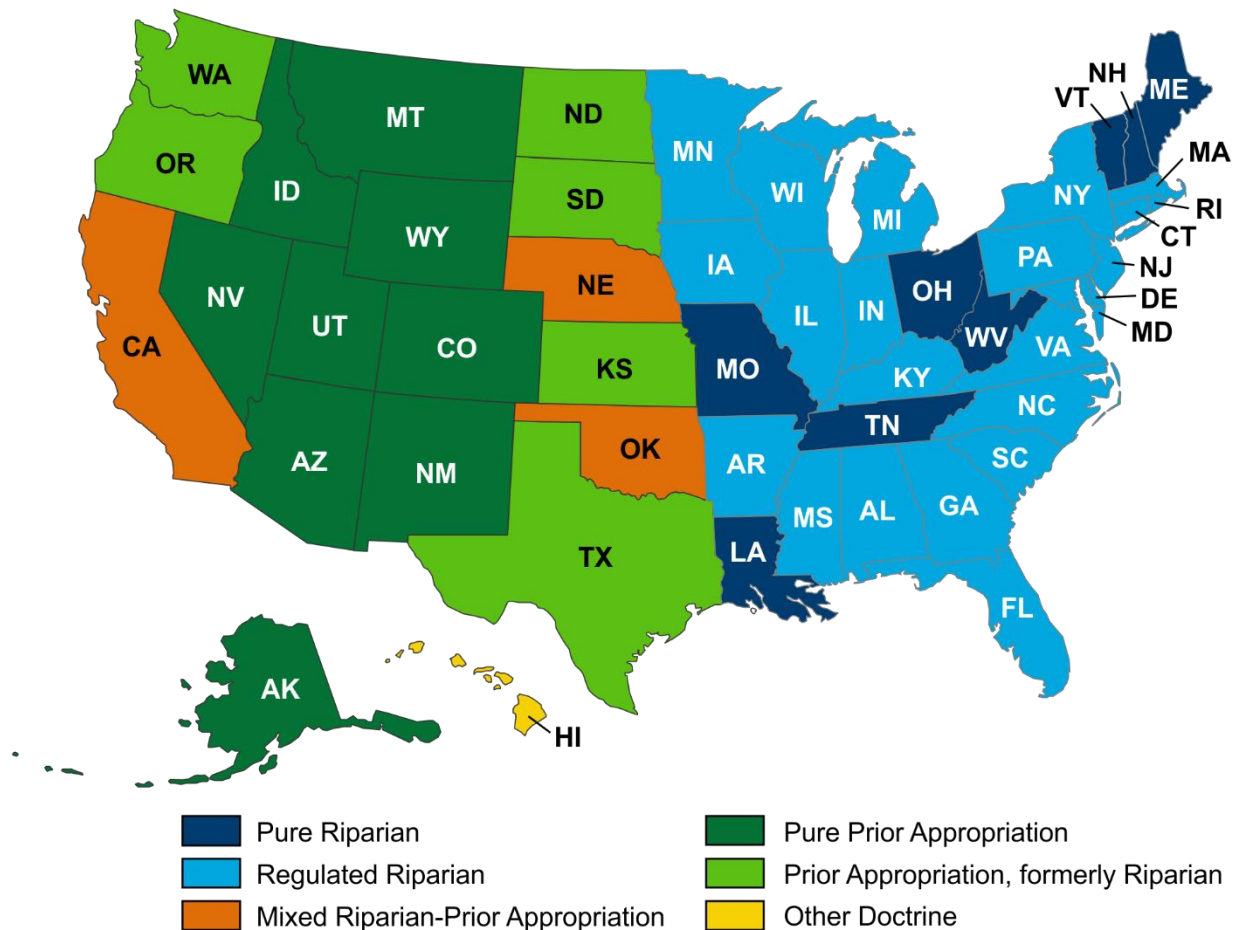 WA
MT
ND
MN
VT
NH
ME
OR
ID
SD
WI
MI
NY
MA
RI
CT
WY
IA
PA
NJ
NE
OH
DE
MD
NV
UT
CO
IL
IN
WV
VA
CA
KS
MO
KY
NC
TN
AZ
NM
OK
AR
SC
MS
AL
GA
TX
LA
FL
AK
HI
Pure Riparian
Regulated Riparian
Mixed Riparian-Prior Appropriation
Pure Prior Appropriation
Prior Appropriation, formerly Riparian
Other Doctrine